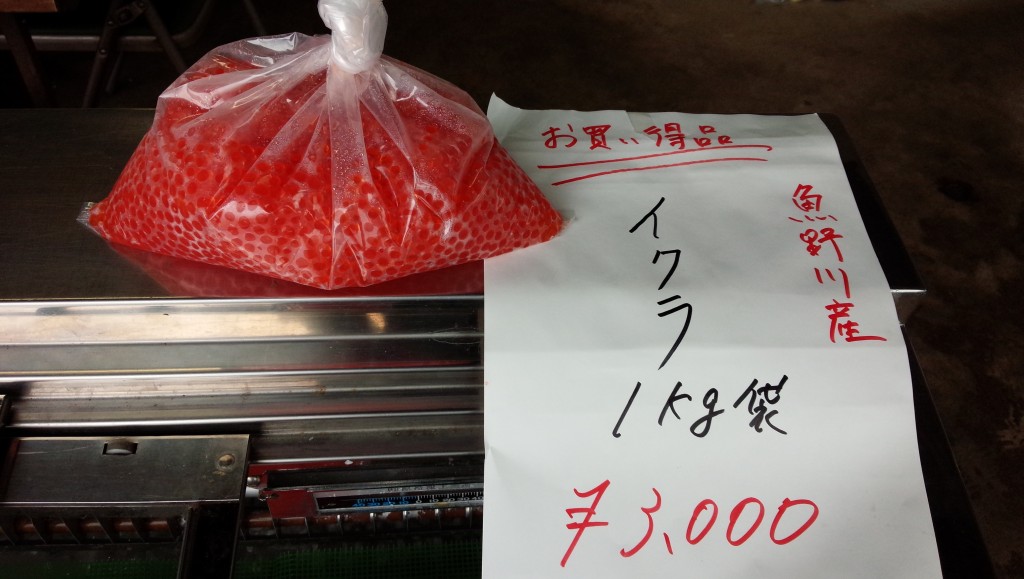 お買い得品
魚野川産
イクラ
1kg袋
¥3,000